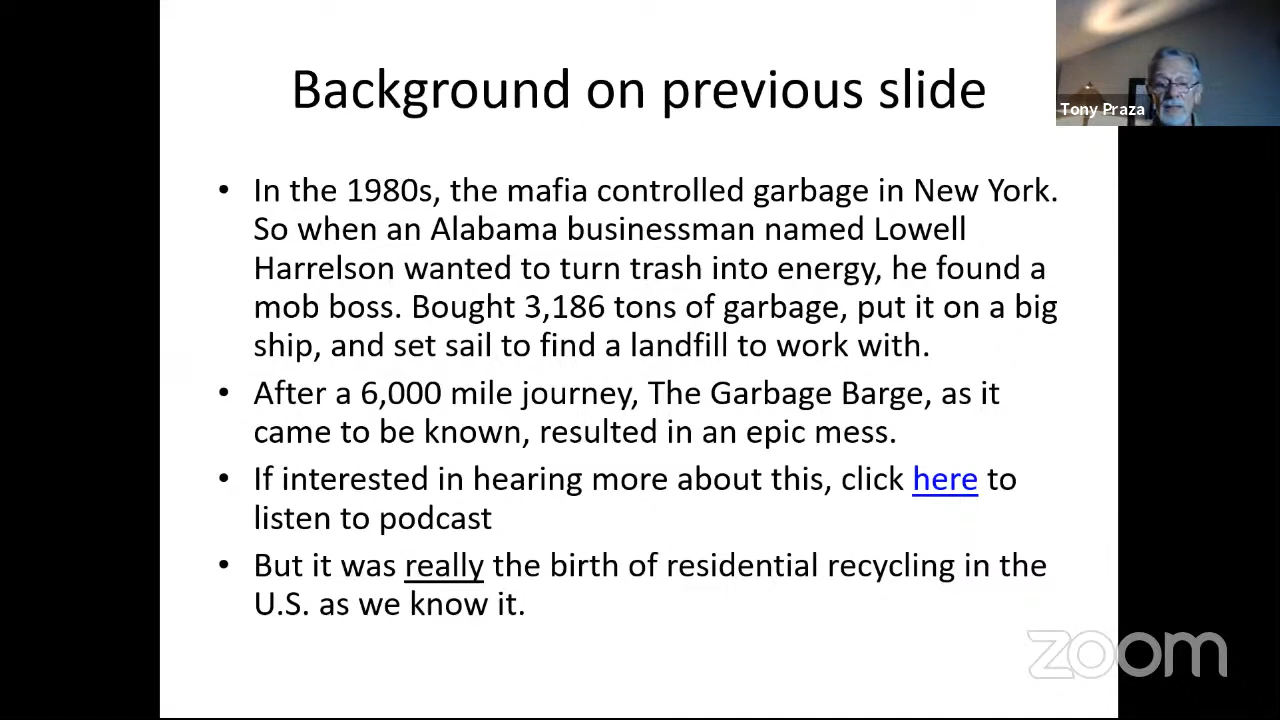 Background on previous slide
Tony Praza
• In the 1980s, the mafia controlled garbage in New York.
So when an Alabama businessman named Lowell
Harrelson wanted to turn trash into energy, he found a
mob boss. Bought 3,186 tons of garbage, put it on a big
ship, and set sail to find a landfill to work with.
• After a 6,000 mile journey, The Garbage Barge, as it
came to be known, resulted in an epic mess.
• If interested in hearing more about this, click here to
listen to podcast
• But it was really the birth of residential recycling in the
U.S. as we know it.
zoom